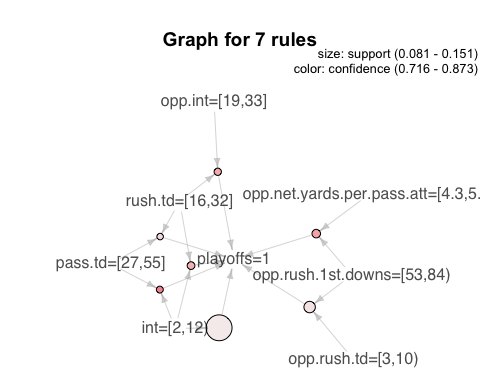 Graph for 7 rules
size: support (0.081 - 0.151)
color: confidence (0.716 - 0.873)
opp.int=[19,33]
rush.td=[16,32]
opp.net.yards.per.pass.att=[4.3,5.
playoffs=1
pass.td=[27,55]
opp.rush.1st.downs=[53,84)
int=[2,12)
opp.rush.td=[3,10)